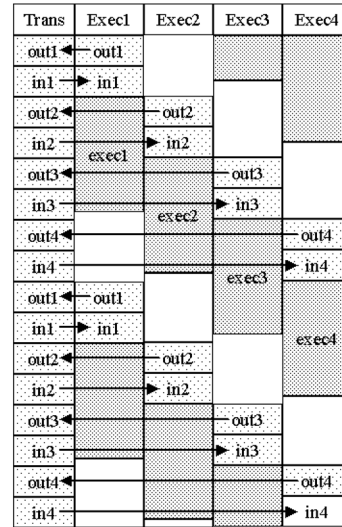 Trans Exec1 Exec2 Exec3 Exec4
out1 out1
in1 in1
out2 out2
in2 exec1 in2
out3 out3
in3 exec2 in3
out4 out4
in4 exec3 in4
out1 out1
in1 in1 exec4
out2 out2
in2 in2
out3 out3
in3 in3
out4 out4
in4 in4